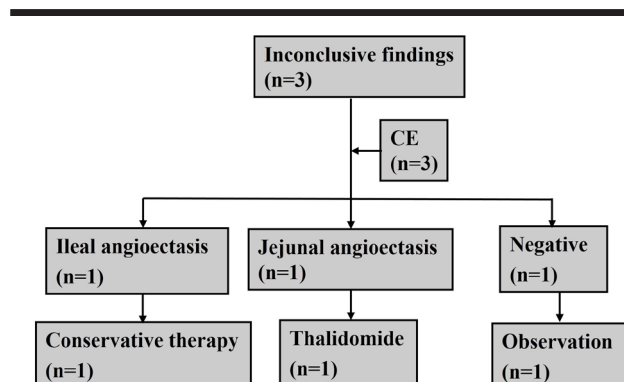 Inconclusive findings
(n=3)
CE
(n=3)
Ileal angioectasis
(n=1)
Jejunal angioectasis
(n=1)
Negative
(n=1)
Conservative therapy
(n=1)
Thalidomide
(n=1)
Observation
(n=1)